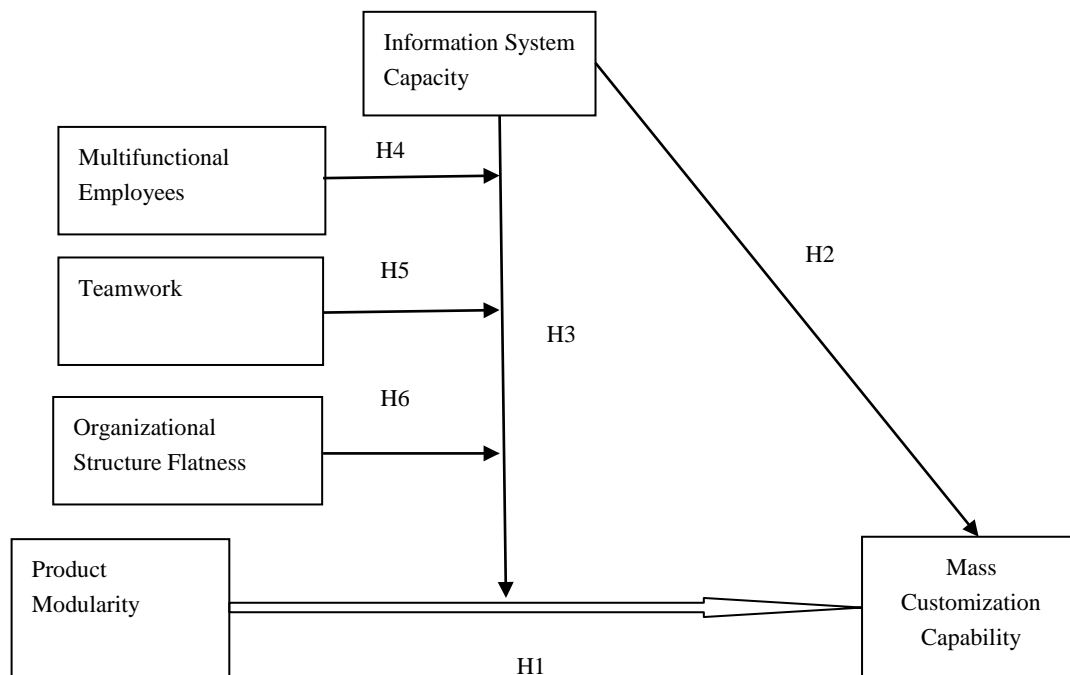 Information System
Capacity
Multifunctional
Employees
H4
H2
Teamwork
H5
H3
Organizational
Structure Flatness
H6
Product
Modularity
Mass
Customization
Capability
H1